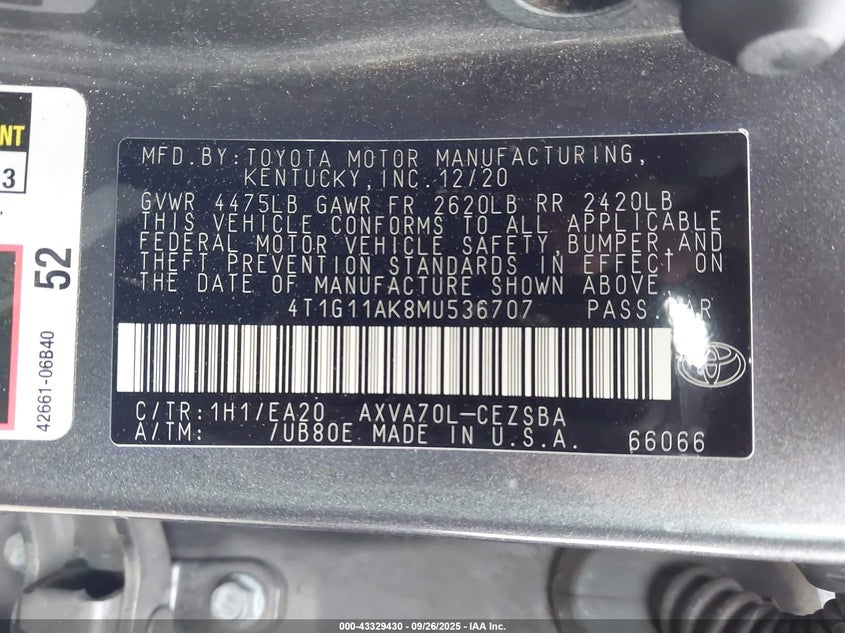 NT
3
52
42661-06B40
MFD.BY:TOYOTA MOTOR MANUFACTURING,
KENTUCKY,INC.12/20
GVWR 4475LB GAWR FR 2620LB RR 2420LB
THIS VEHICLE CONFORMS TO ALL APPLICABLE
FEDERAL MOTOR VEHICLE SAFETY,BUMPER,AND
THEFT PREVENTION STANDARDS IN EFFECT ON
THE DATE OF MANUFACTURE SHOWN ABOVE.
4T1G11AK8MU536707 PASS.CAR
C/TR:1H1/EA20 AXVA70L-CEZSBA
A/TM: /UB80E MADE IN U.S.A. 66066
000-43329430 - 09/26/2025 - IAA Inc.